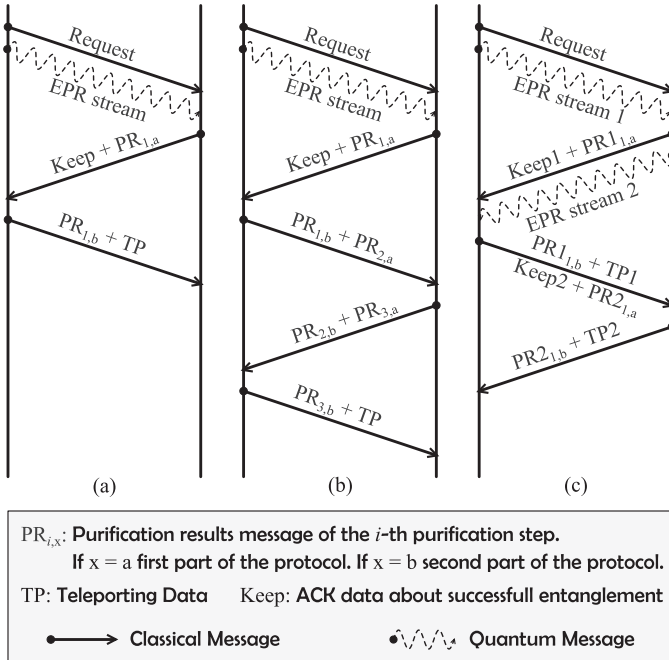 Request
EPR stream
Keep + PR1,a
PR1,b + TP
(a)
Request
EPR stream
Keep + PR1,a
PR1,b + PR2,a
PR2,b + PR3,a
PR3,b + TP
(b)
Request
EPR stream 1
Keep1 + PR11,a
EPR stream 2
PR11,b + TP1
Keep2 + PR21,a
PR21,b + TP2
(c)
PRi,x: Purification results message of the i-th purification step.
If x = a first part of the protocol. If x = b second part of the protocol.
TP: Teleporting Data Keep: ACK data about successfull entanglement
Classical Message Quantum Message